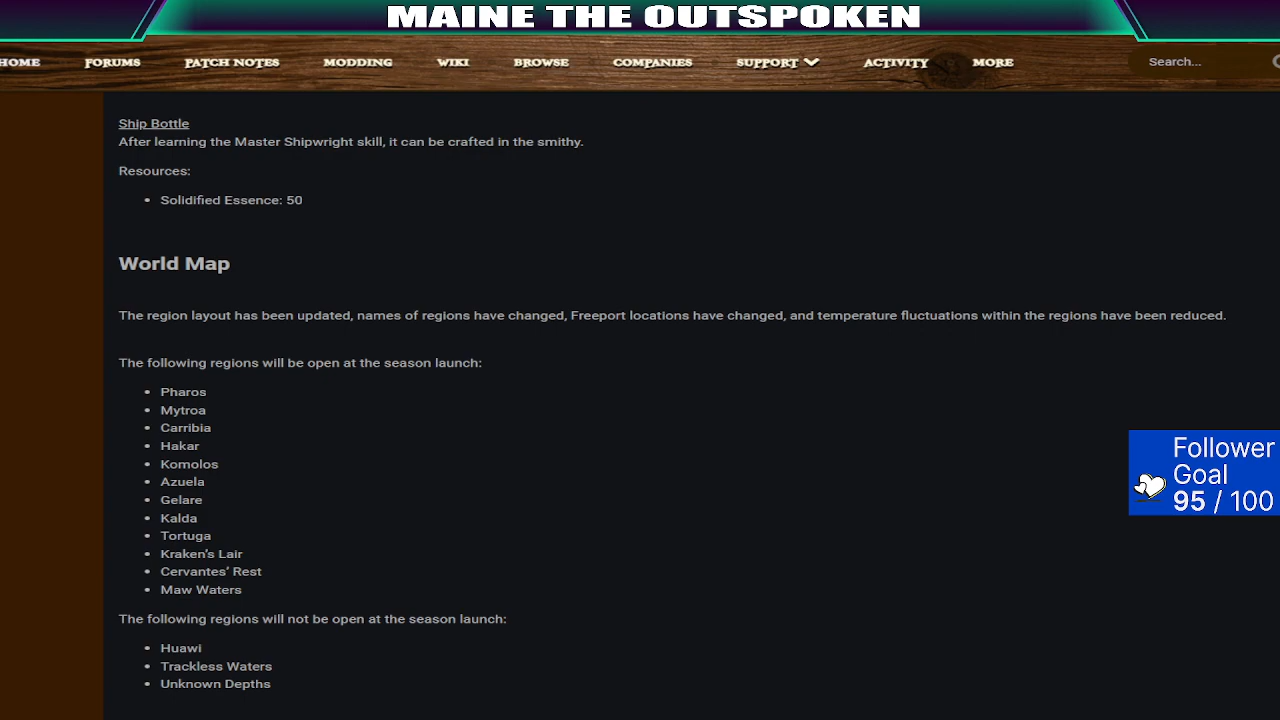 MAINE THE OUTSPOKEN
HOME FORUMS PATCH NOTES MODDING WIKI BROWSE COMPANIES SUPPORT ACTIVITY MORE Search...
Ship Bottle
After learning the Master Shipwright skill, it can be crafted in the smithy.
Resources:
• Solidified Essence: 50
World Map
The region layout has been updated, names of regions have changed, Freeport locations have changed, and temperature fluctuations within the regions have been reduced.
The following regions will be open at the season launch:
• Pharos
• Mytroa
• Carribia
• Hakar
• Komolos
• Azuela
• Gelare
• Kalda
• Tortuga
• Kraken's Lair
• Cervantes' Rest
• Maw Waters
The following regions will not be open at the season launch:
• Huawi
• Trackless Waters
• Unknown Depths
Follower
Goal
95 / 100